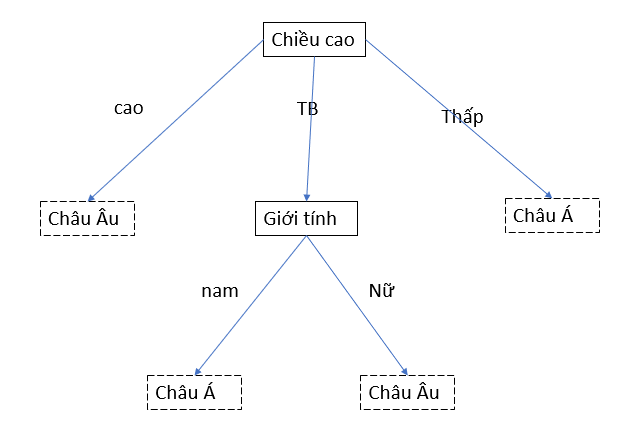 Chiều cao
cao
TB
Thấp
Châu Âu
Giới tính
Châu Á
nam
Nữ
Châu Á
Châu Âu